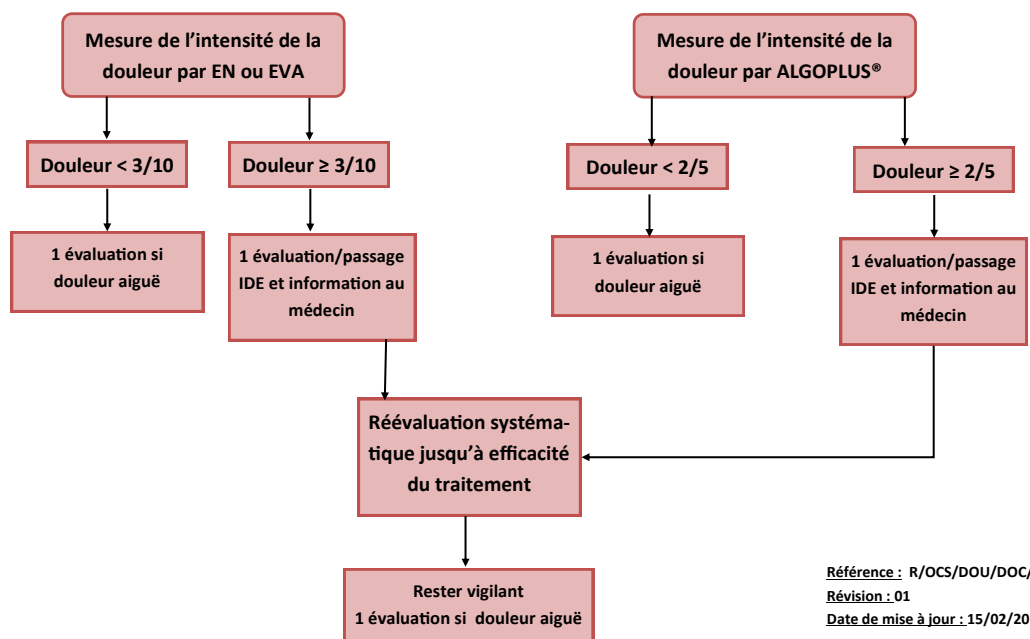 Mesure de l'intensité de la
douleur par EN ou EVA
Mesure de l'intensité de la
douleur par ALGOPLUS®
Douleur < 3/10
Douleur ≥ 3/10
Douleur < 2/5
Douleur ≥ 2/5
1 évaluation si
douleur aiguë
1 évaluation/passage
IDE et information au
médecin
1 évaluation si
douleur aiguë
1 évaluation/passage
IDE et information au
médecin
Réévaluation systéma-
tique jusqu'à efficacité
du traitement
Rester vigilant
1 évaluation si douleur aiguë
Référence : R/OCS/DOU/DOC/
Révision : 01
Date de mise à jour : 15/02/20